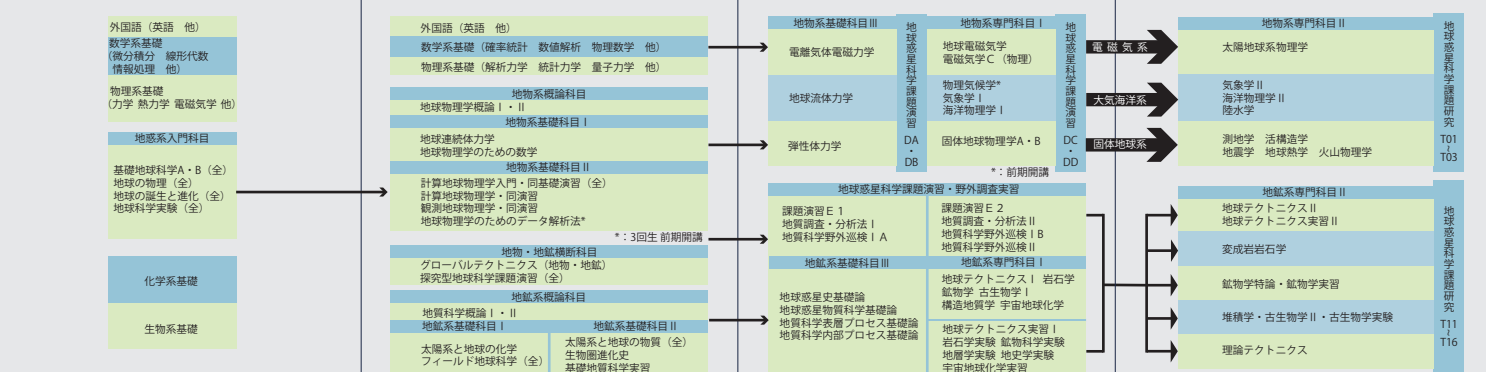 外国語（英語　他）
数学系基礎
(微分積分　線形代数
情報処理　他)
物理系基礎
(力学 熱力学 電磁気学 他)
地惑系入門科目
基礎地球科学A・B（全）
地球の物理（全）
地球の誕生と進化（全）
地球科学実験（全）
化学系基礎
生物系基礎
外国語（英語　他）
数学系基礎（確率統計　数値解析　物理数学　他）
物理系基礎（解析力学　統計力学　量子力学　他）
地物系概論科目
地球物理学概論Ⅰ・Ⅱ
地物系基礎科目Ⅰ
地球連続体力学
地球物理学のための数学
地物系基礎科目Ⅱ
計算地球物理学入門・同基礎演習（全）
計算地球物理学・同演習
観測地球物理学・同演習
地球物理学のためのデータ解析法*
*：3回生 前期開講
地物・地鉱横断科目
グローバルテクトニクス（地物・地鉱）
探究型地球科学課題演習（全）
地鉱系概論科目
地質科学概論Ⅰ・Ⅱ
地鉱系基礎科目Ⅰ
太陽系と地球の化学
フィールド地球科学（全）
地鉱系基礎科目Ⅱ
太陽系と地球の物質（全）
生物圏進化史
基礎地質科学実習
地物系基礎科目Ⅲ
電離気体電磁力学
地球流体力学
弾性体力学
地球惑星科学課題演習 DA・DB
地物系専門科目Ⅰ
地球電磁気学
電磁気学C（物理）
物理気候学*
気象学Ⅰ
海洋物理学Ⅰ
固体地球物理学A・B
地球惑星科学課題演習 DC・DD
*：前期開講
地球惑星科学課題演習・野外調査実習
課題演習E１
地質調査・分析法Ⅰ
地質科学野外巡検ⅠA
課題演習E２
地質調査・分析法Ⅱ
地質科学野外巡検ⅠB
地質科学野外巡検Ⅱ
地鉱系基礎科目Ⅲ
地球惑星史基礎論
地球惑星物質科学基礎論
地質科学表層プロセス基礎論
地質科学内部プロセス基礎論
地鉱系専門科目Ⅰ
地球テクトニクスⅠ 岩石学
鉱物学 古生物学Ⅰ
構造地質学 宇宙地球化学
地球テクトニクス実習Ⅰ
岩石学実験 鉱物科学実験
地層学実験 地史学実験
宇宙地球化学実習
電磁気系
大気海洋系
固体地球系
地物系専門科目Ⅱ
太陽地球系物理学
気象学Ⅱ
海洋物理学Ⅱ
陸水学
測地学　活構造学
地震学　地球熱学　火山物理学
地球惑星科学課題研究 T01~T03
地鉱系専門科目Ⅱ
地球テクトニクスⅡ
地球テクトニクス実習Ⅱ
変成岩岩石学
鉱物学特論・鉱物学実習
堆積学・古生物学Ⅱ・古生物学実験
理論テクトニクス
地球惑星科学課題研究 T11~T16